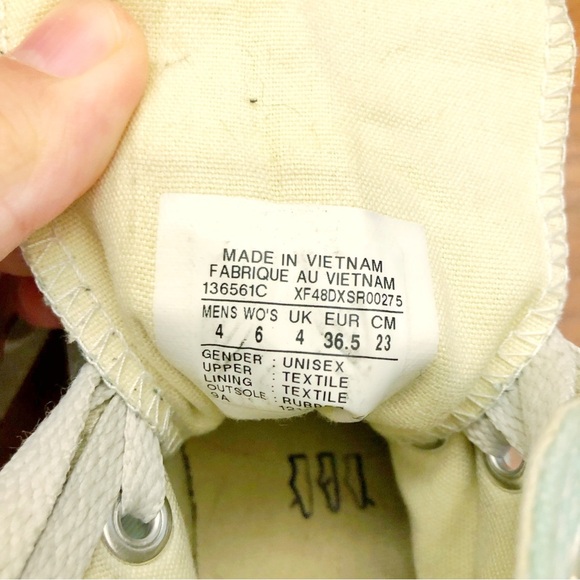 MADE IN VIETNAM
FABRIQUE AU VIETNAM
136561C XF48DXSR00275
MENS WO'S UK EUR CM
4 6 4 36.5 23
GENDER : UNISEX
UPPER : TEXTILE
LINING : TEXTILE
OUTSOLE : RUBBER
9A